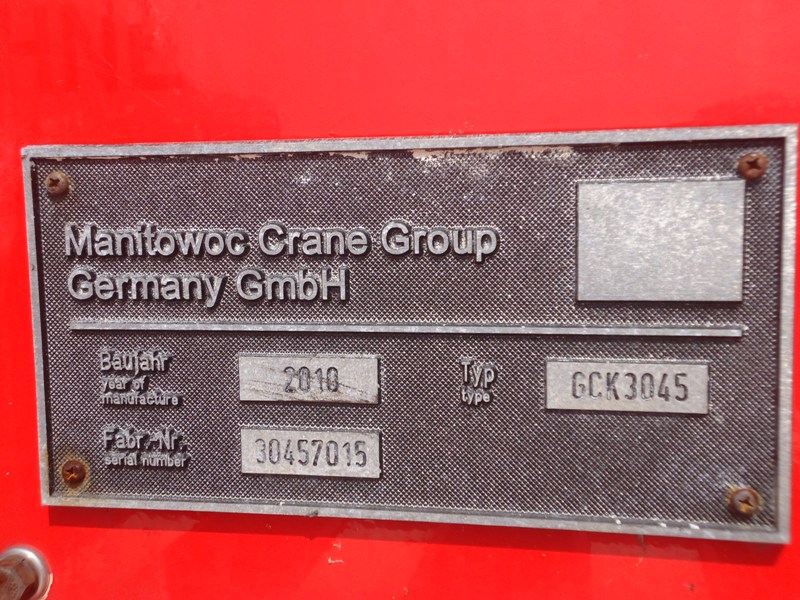 Manitowoc Crane Group
Germany GmbH
Baujahr
year of
manufacture
2010
Typ
type
GCK3045
Fabr.-Nr.
serial number
30457015